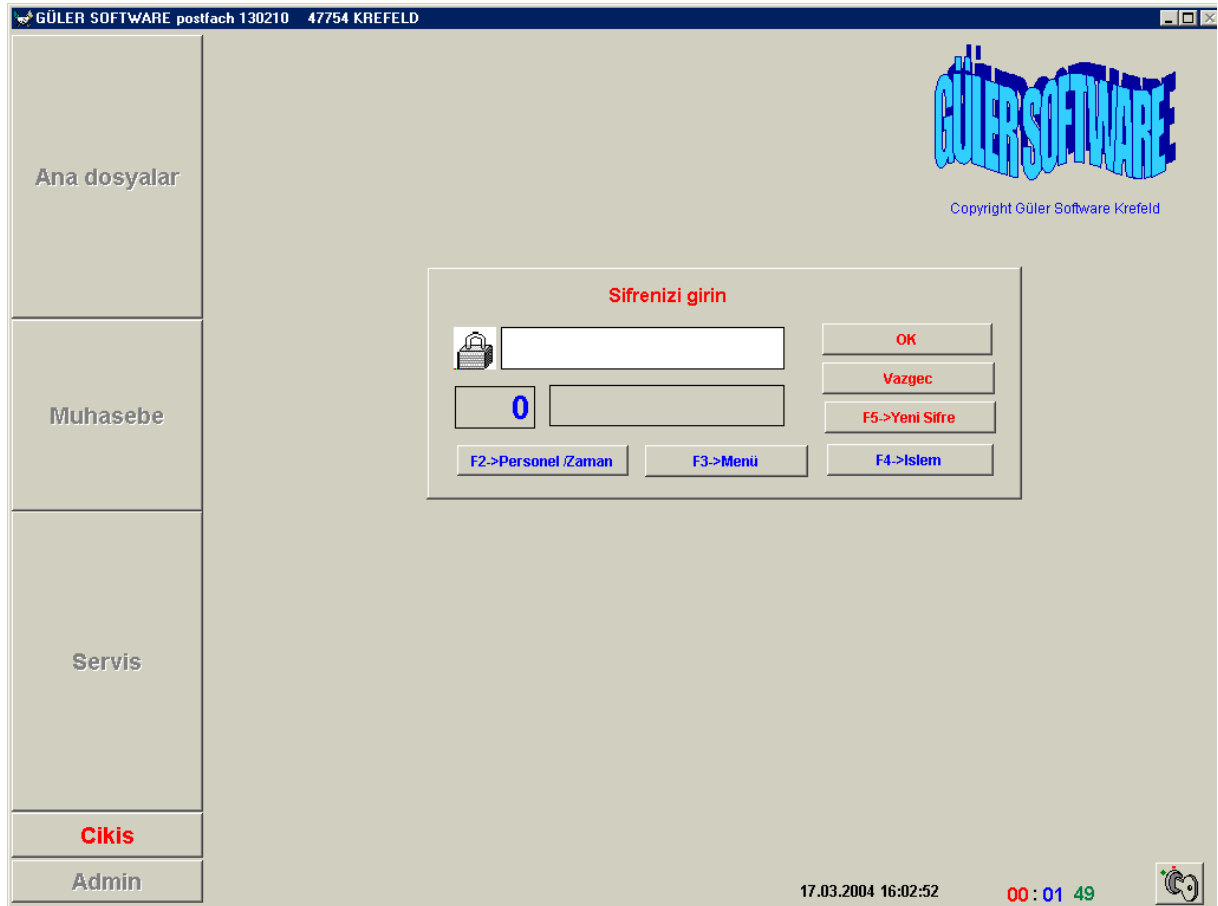 GÜLER SOFTWARE postfach 130210 47754 KREFELD
GÜLER SOFTWARE
Copyright Güler Software Krefeld
Ana dosyalar
Muhasebe
Servis
Cikis
Admin
Sifrenizi girin
OK
Vazgec
0
F5->Yeni Sifre
F2->Personel /Zaman F3->Menü F4->Islem
17.03.2004 16:02:52 00 : 01 49